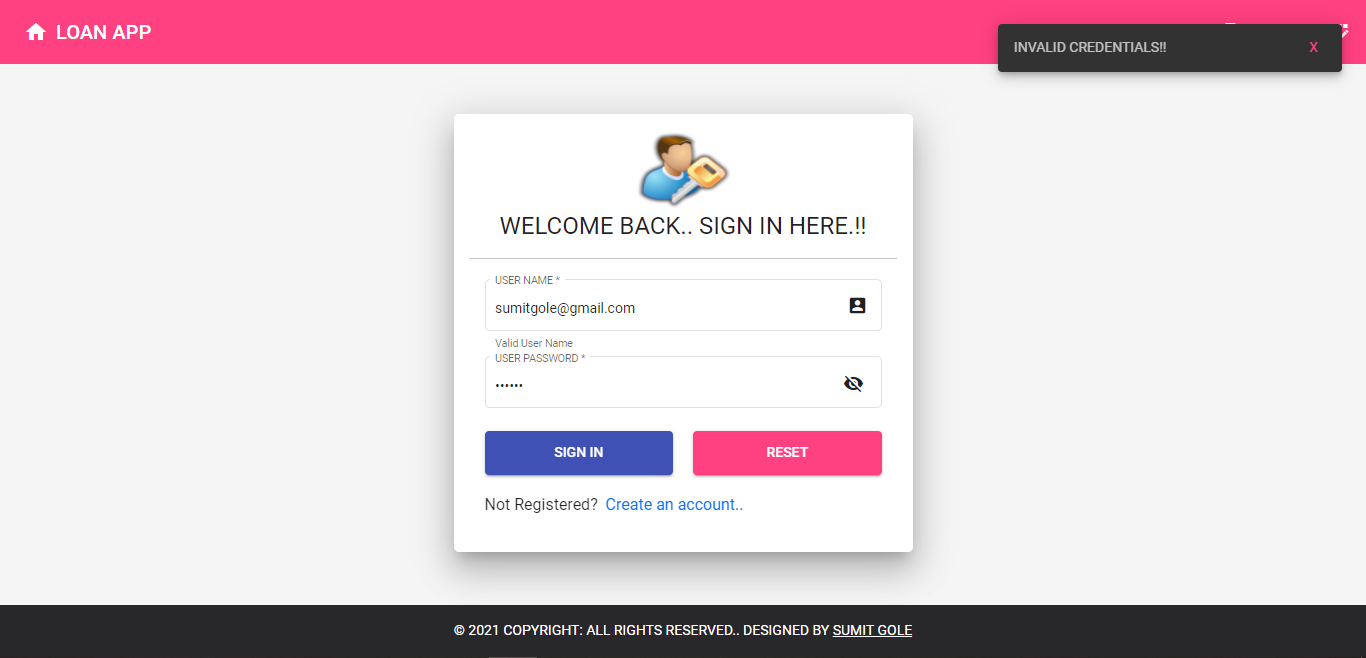 LOAN APP
INVALID CREDENTIALS!! X
WELCOME BACK.. SIGN IN HERE.!!
USER NAME *
sumitgole@gmail.com
Valid User Name
USER PASSWORD *
••••••
SIGN IN RESET
Not Registered? Create an account..
© 2021 COPYRIGHT: ALL RIGHTS RESERVED.. DESIGNED BY SUMIT GOLE